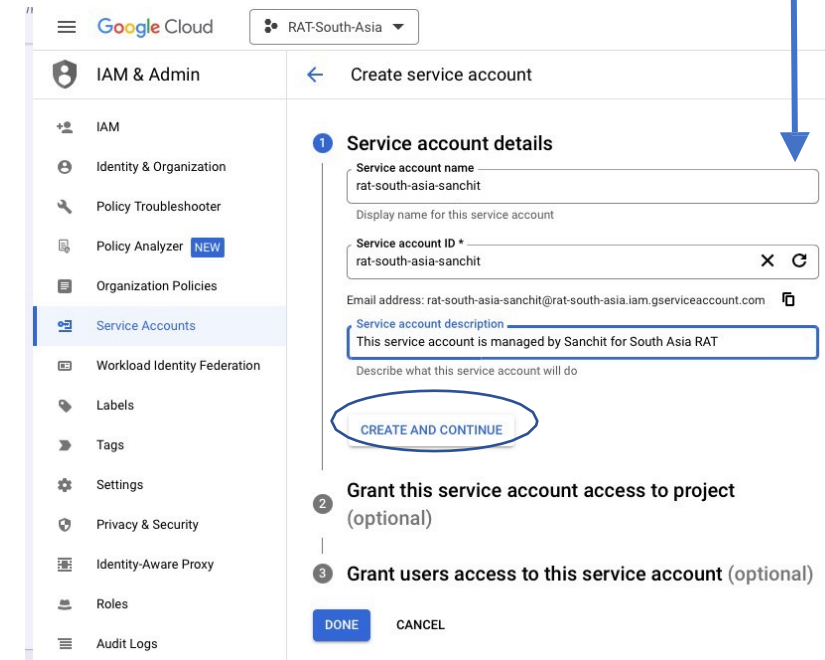 Google Cloud
RAT-South-Asia
IAM & Admin
Create service account
IAM
Identity & Organization
Policy Troubleshooter
Policy Analyzer NEW
Organization Policies
Service Accounts
Workload Identity Federation
Labels
Tags
Settings
Privacy & Security
Identity-Aware Proxy
Roles
Audit Logs
1 Service account details
Service account name
rat-south-asia-sanchit
Display name for this service account
Service account ID *
rat-south-asia-sanchit
Email address: rat-south-asia-sanchit@rat-south-asia.iam.gserviceaccount.com
Service account description
This service account is managed by Sanchit for South Asia RAT
Describe what this service account will do
CREATE AND CONTINUE
2 Grant this service account access to project
(optional)
3 Grant users access to this service account (optional)
DONE CANCEL